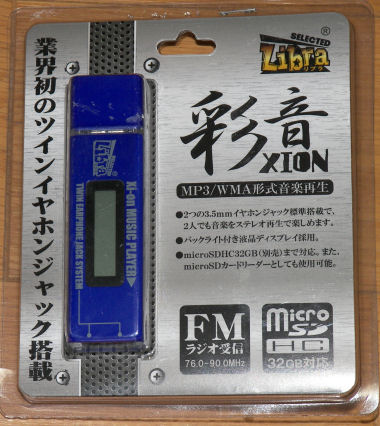 業界初のツインイヤホンジャック搭載
SELECTED
Libra
リブラ
®
彩音
XION
MP3/WMA形式音楽再生
●2つの3.5mmイヤホンジャック標準搭載で、
2人でも音楽をステレオ再生で楽しめます。
●バックライト付き液晶ディスプレイ採用。
●microSDHC32GB(別売)まで対応。また、
microSDカードリーダーとしても使用可能。
FM
ラジオ受信
76.0-90.0MHz
micro
SD
HC
32GB対応
Libra
Xi-on MUSIC PLAYER
TWIN EARPHONE JACK SYSTEM